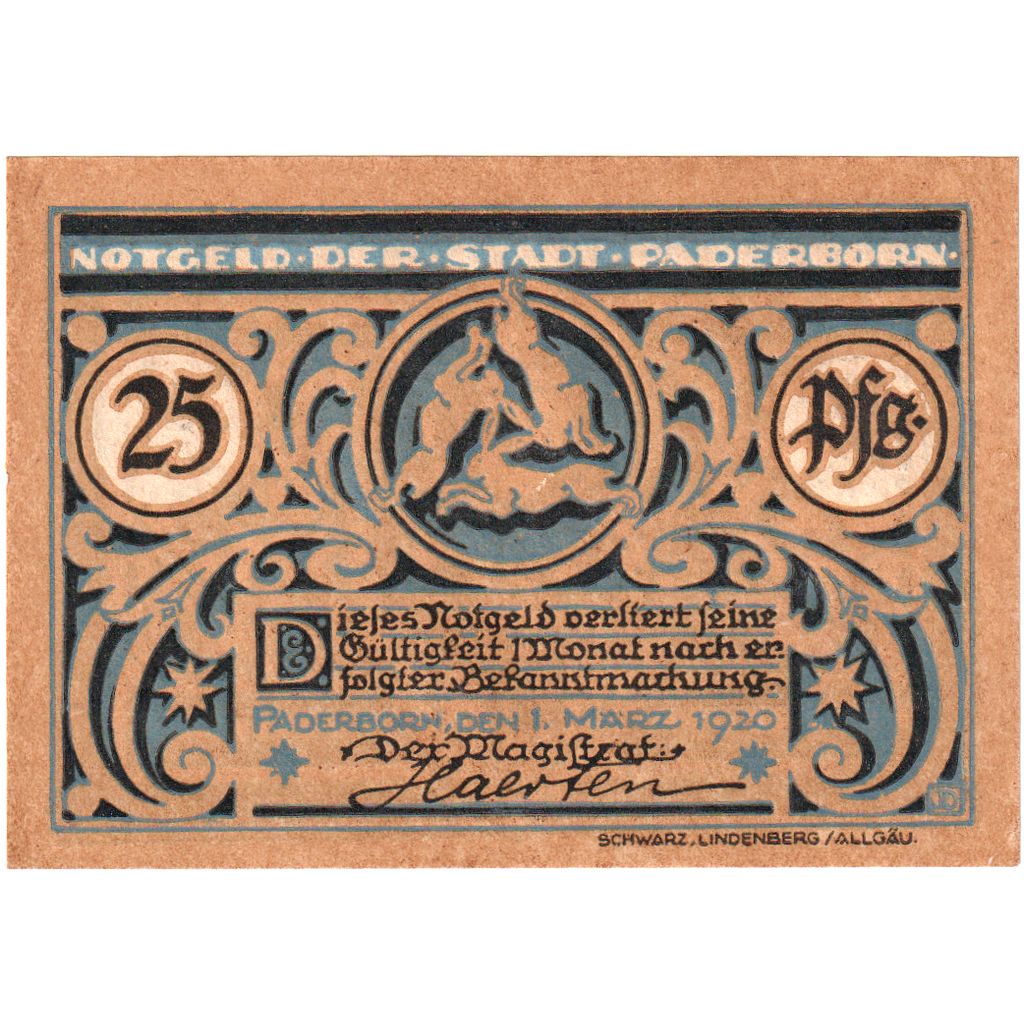 NOTGELD·DER·STADT·PADERBORN·
25
Pfg.
Dieses Notgeld verliert seine
Gültigkeit 1 Monat nach er-
folgter Bekanntmachung.
PADERBORN, DEN 1. MÄRZ 1920
Der Magistrat:
Haerten
SCHWARZ, LINDENBERG/ALLGÄU.